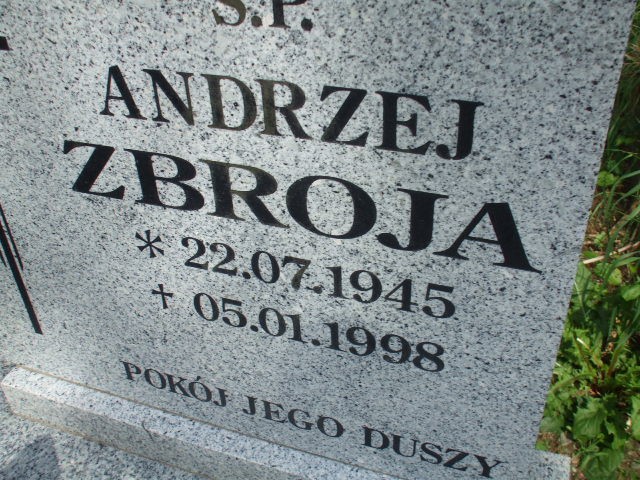 Ś.P.
ANDRZEJ
ZBROJA
* 22.07.1945
† 05.01.1998
POKÓJ JEGO DUSZY